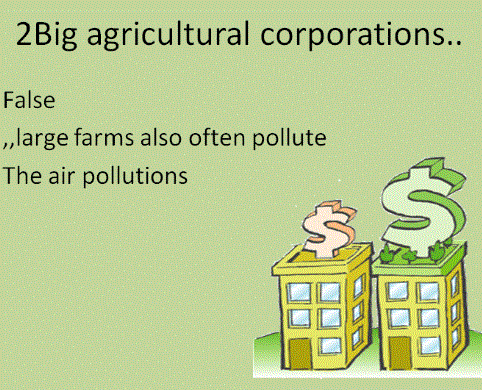 2Big agricultural corporations..
False
,,large farms also often pollute
The air pollutions
$
$